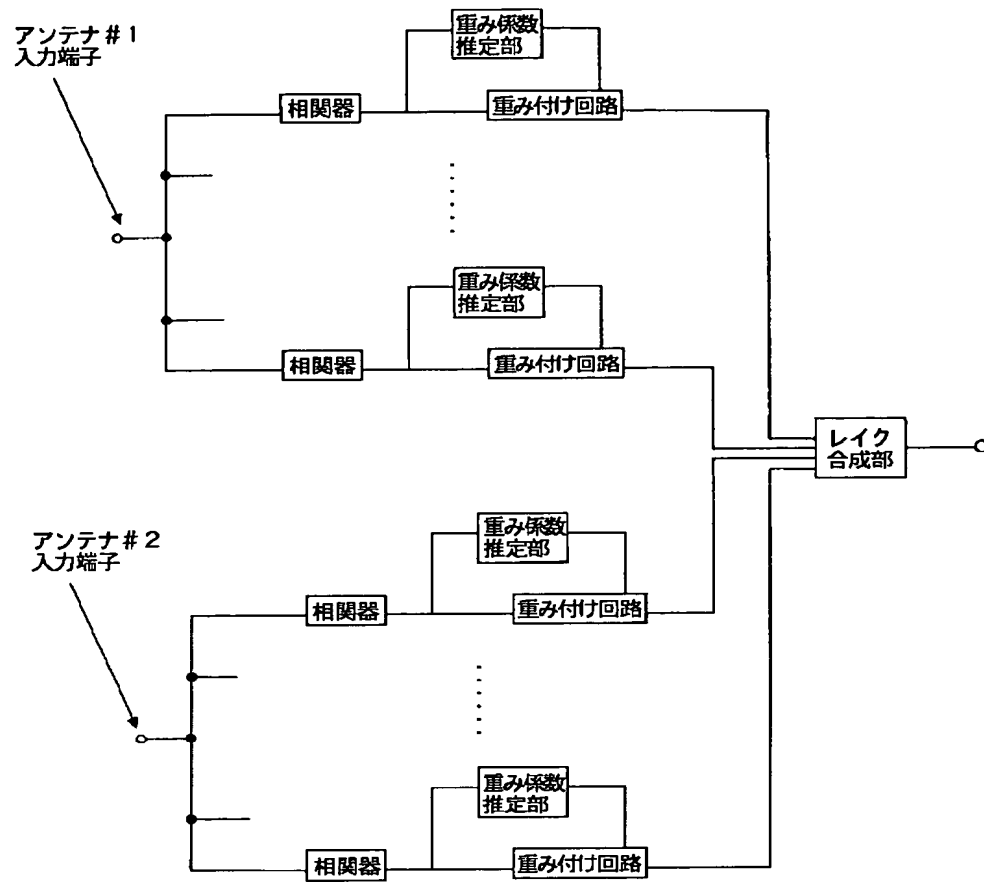 アンテナ#1
入力端子
重み係数
推定部
相関器
重み付け回路
重み係数
推定部
相関器
重み付け回路
レイク
合成部
アンテナ#2
入力端子
重み係数
推定部
相関器
重み付け回路
重み係数
推定部
相関器
重み付け回路